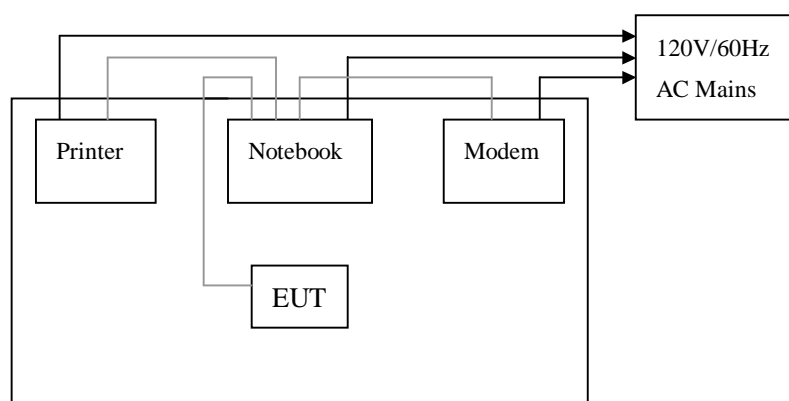 120V/60Hz
AC Mains
Printer
Notebook
Modem
EUT